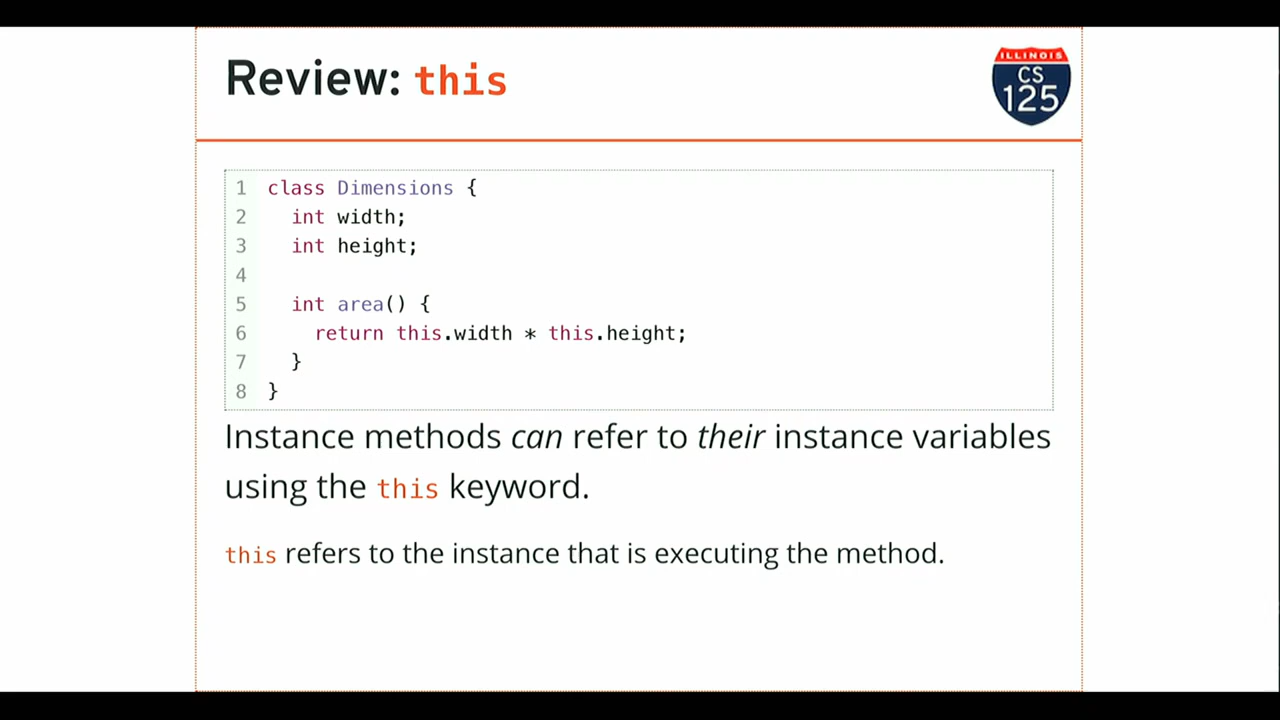 Review: this
ILLINOIS
CS
125
1 class Dimensions {
2   int width;
3   int height;
4
5   int area() {
6     return this.width * this.height;
7   }
8 }
Instance methods can refer to their instance variables
using the this keyword.
this refers to the instance that is executing the method.